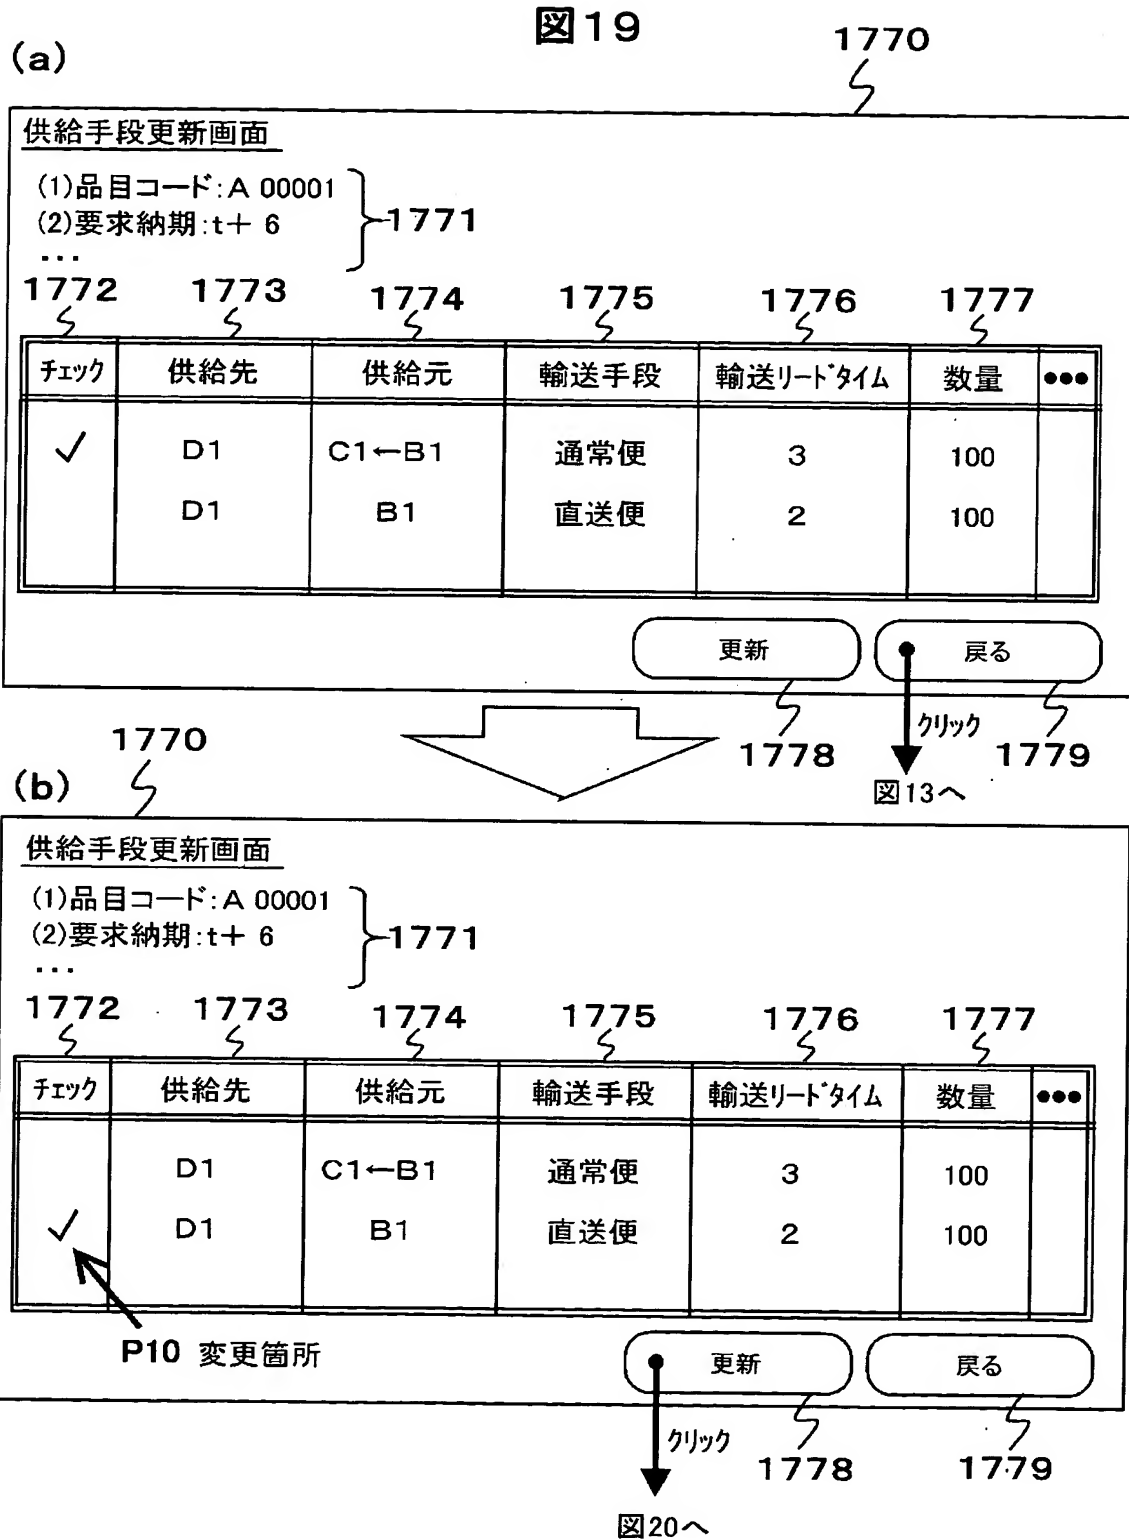 図19
(a)
1770
供給手段更新画面
(1)品目コード:A 00001
(2)要求納期:t+ 6
・・・
1771
1772 1773 1774 1775 1776 1777
チェック 供給先 供給元 輸送手段 輸送リードタイム 数量 •••
✓ D1 C1←B1 通常便 3 100
D1 B1 直送便 2 100
更新 戻る
クリック
1778 1779
図13へ
1770
(b)
供給手段更新画面
(1)品目コード:A 00001
(2)要求納期:t+ 6
・・・
1771
1772 1773 1774 1775 1776 1777
チェック 供給先 供給元 輸送手段 輸送リードタイム 数量 •••
D1 C1←B1 通常便 3 100
✓ D1 B1 直送便 2 100
P10 変更箇所
更新 戻る
クリック
1778 1779
図20へ